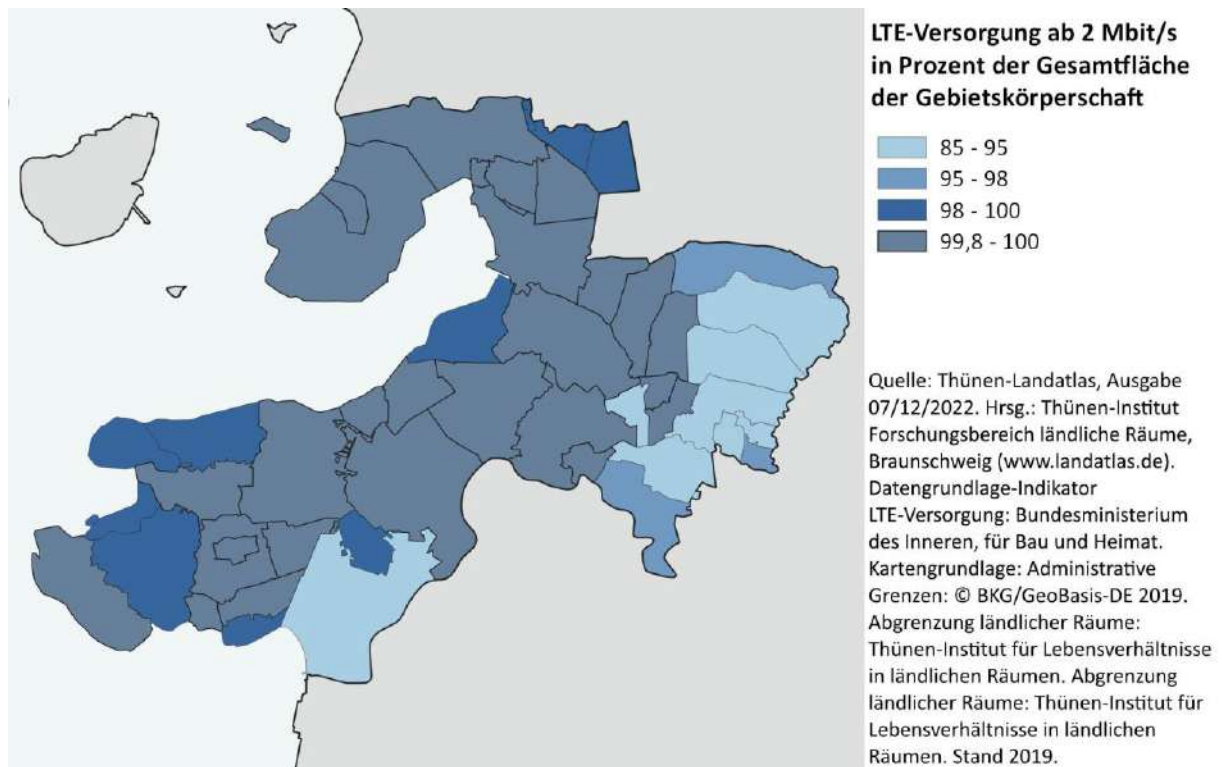 LTE-Versorgung ab 2 Mbit/s
in Prozent der Gesamtfläche
der Gebietskörperschaft
85 - 95
95 - 98
98 - 100
99,8 - 100
Quelle: Thünen-Landatlas, Ausgabe
07/12/2022. Hrsg.: Thünen-Institut
Forschungsbereich ländliche Räume,
Braunschweig (www.landatlas.de).
Datengrundlage-Indikator
LTE-Versorgung: Bundesministerium
des Inneren, für Bau und Heimat.
Kartengrundlage: Administrative
Grenzen: © BKG/GeoBasis-DE 2019.
Abgrenzung ländlicher Räume:
Thünen-Institut für Lebensverhältnisse
in ländlichen Räumen. Abgrenzung
ländlicher Räume: Thünen-Institut für
Lebensverhältnisse in ländlichen
Räumen. Stand 2019.